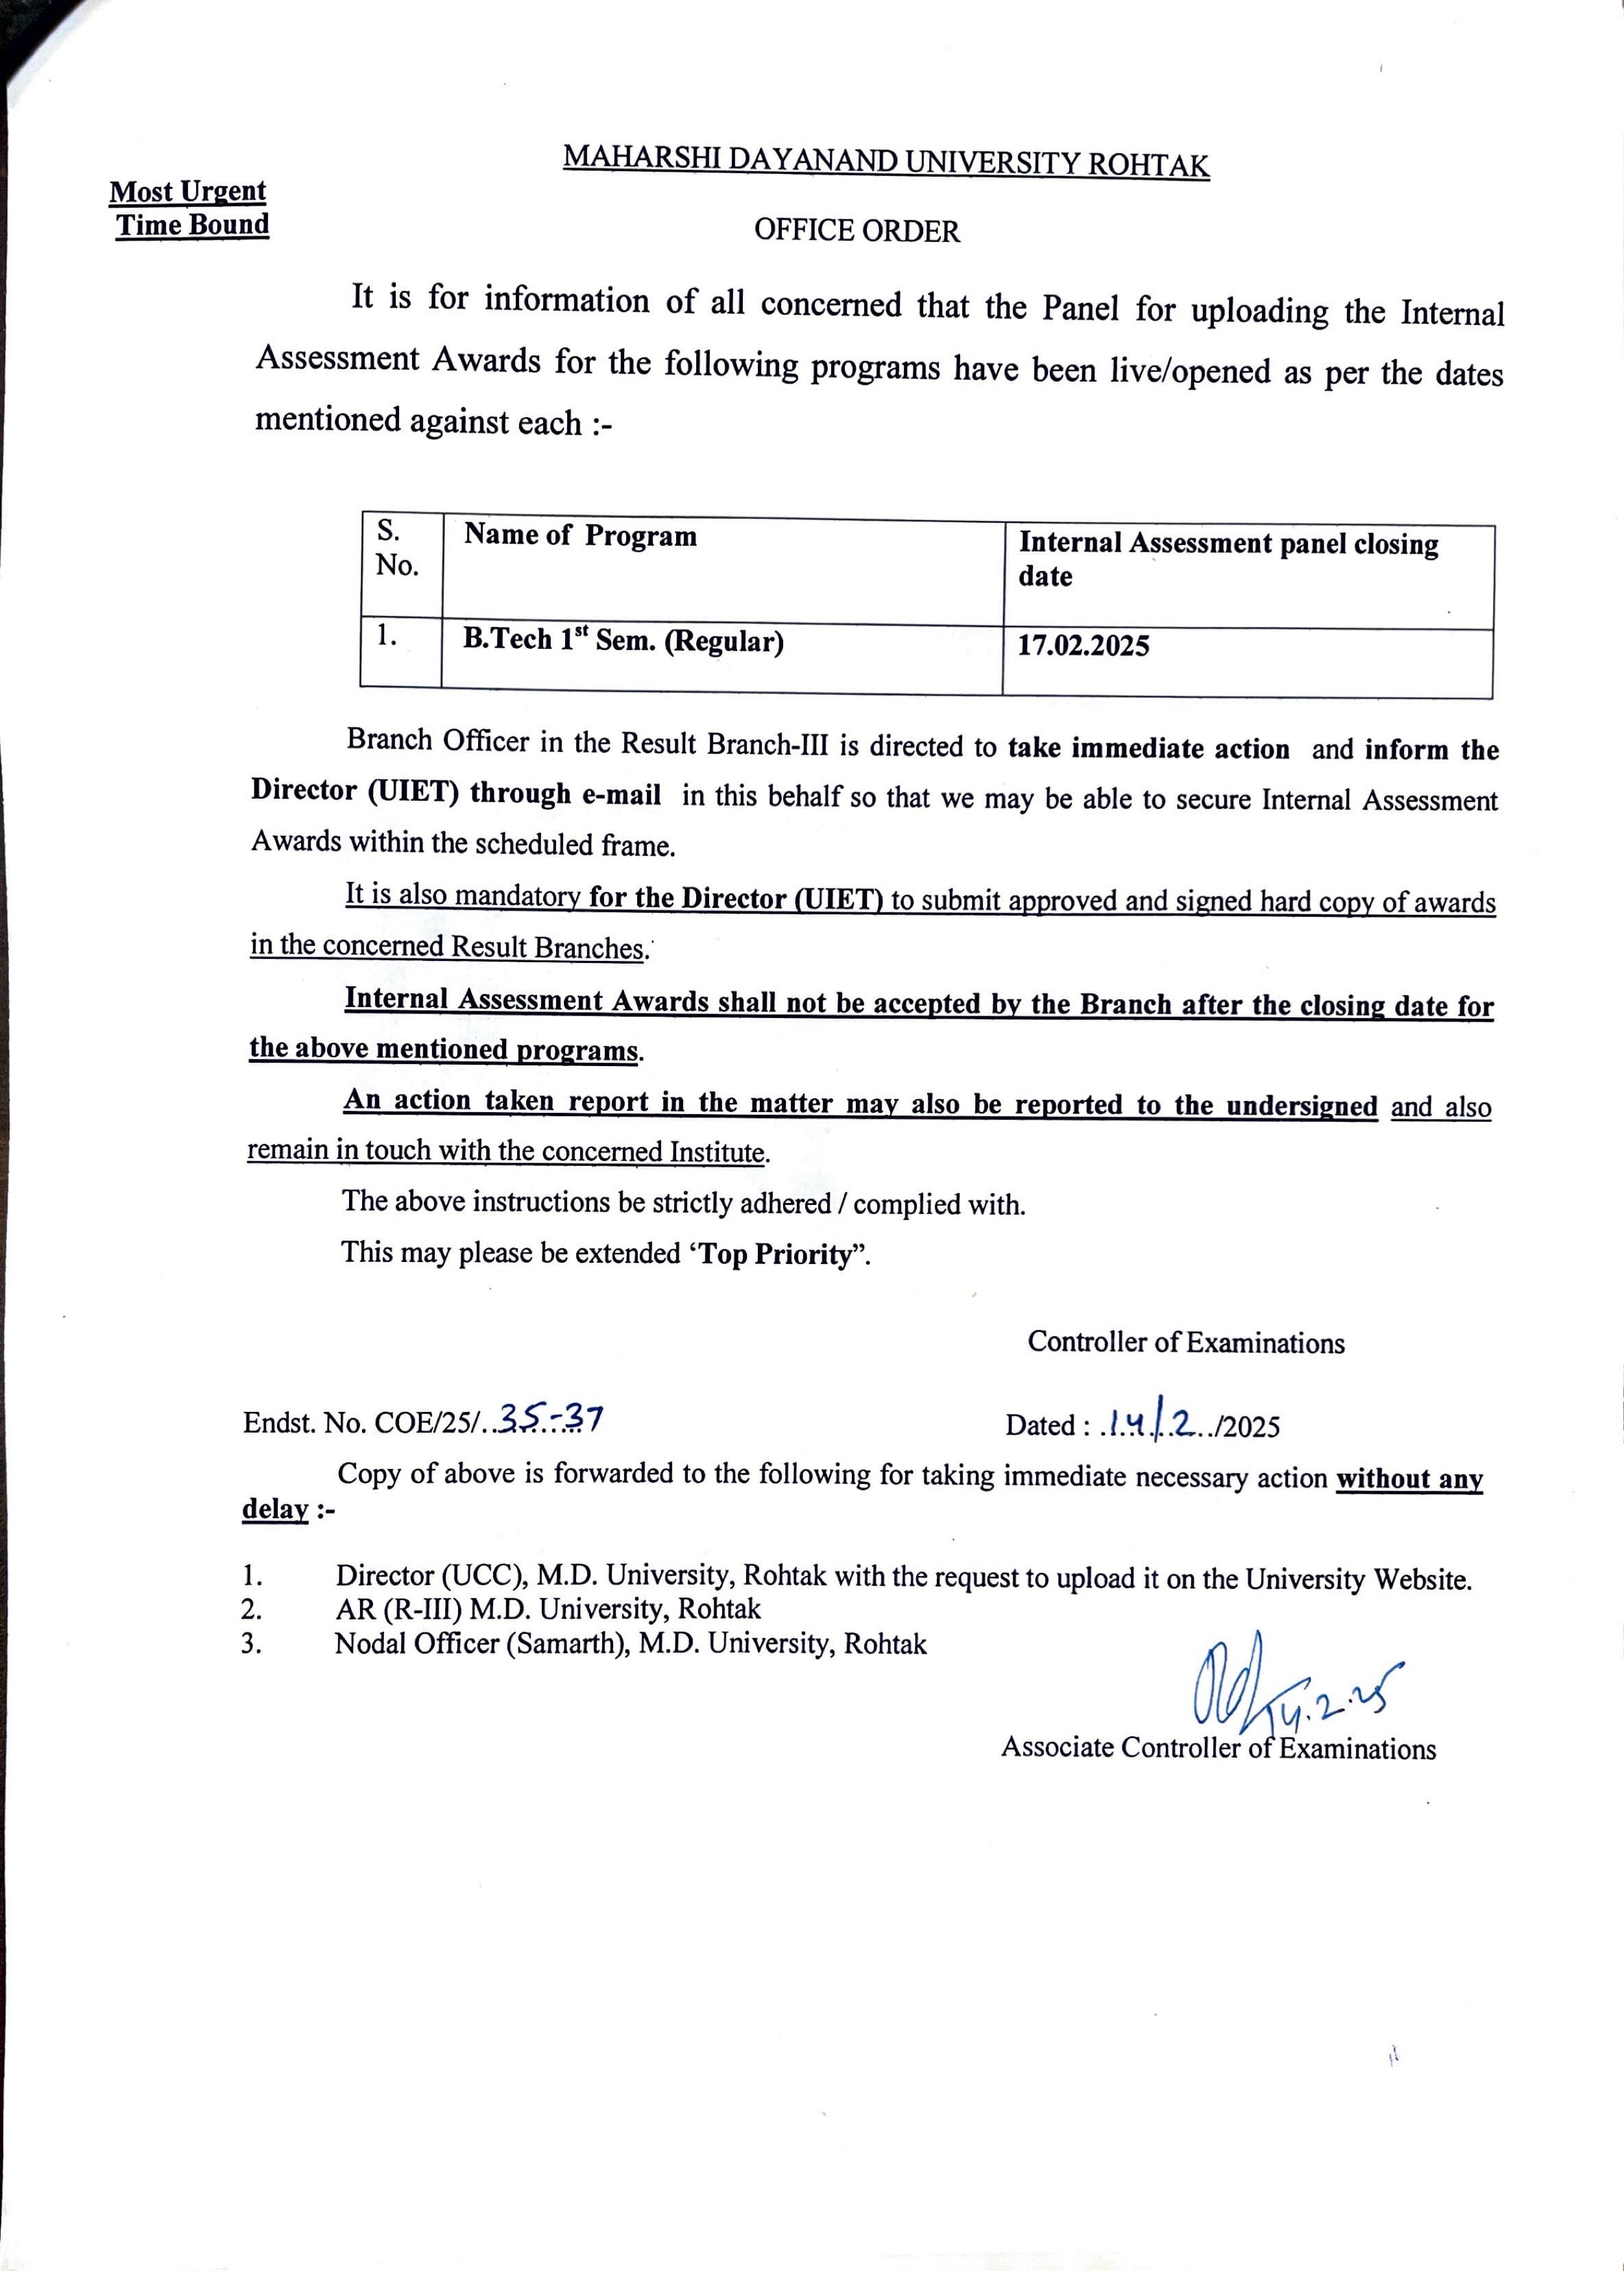 MAHARSHI DAYANAND UNIVERSITY ROHTAK
Most Urgent
Time Bound
OFFICE ORDER
It is for information of all concerned that the Panel for uploading the Internal
Assessment Awards for the following programs have been live/opened as per the dates
mentioned against each :-
S. No. Name of Program Internal Assessment panel closing date
1. B.Tech 1st Sem. (Regular) 17.02.2025
Branch Officer in the Result Branch-III is directed to take immediate action and inform the
Director (UIET) through e-mail in this behalf so that we may be able to secure Internal Assessment
Awards within the scheduled frame.
It is also mandatory for the Director (UIET) to submit approved and signed hard copy of awards
in the concerned Result Branches.
Internal Assessment Awards shall not be accepted by the Branch after the closing date for
the above mentioned programs.
An action taken report in the matter may also be reported to the undersigned and also
remain in touch with the concerned Institute.
The above instructions be strictly adhered / complied with.
This may please be extended ‘Top Priority”.
Controller of Examinations
Endst. No. COE/25/..35-37 Dated : .14/2../2025
Copy of above is forwarded to the following for taking immediate necessary action without any
delay :-
1. Director (UCC), M.D. University, Rohtak with the request to upload it on the University Website.
2. AR (R-III) M.D. University, Rohtak
3. Nodal Officer (Samarth), M.D. University, Rohtak
14.2.25
Associate Controller of Examinations